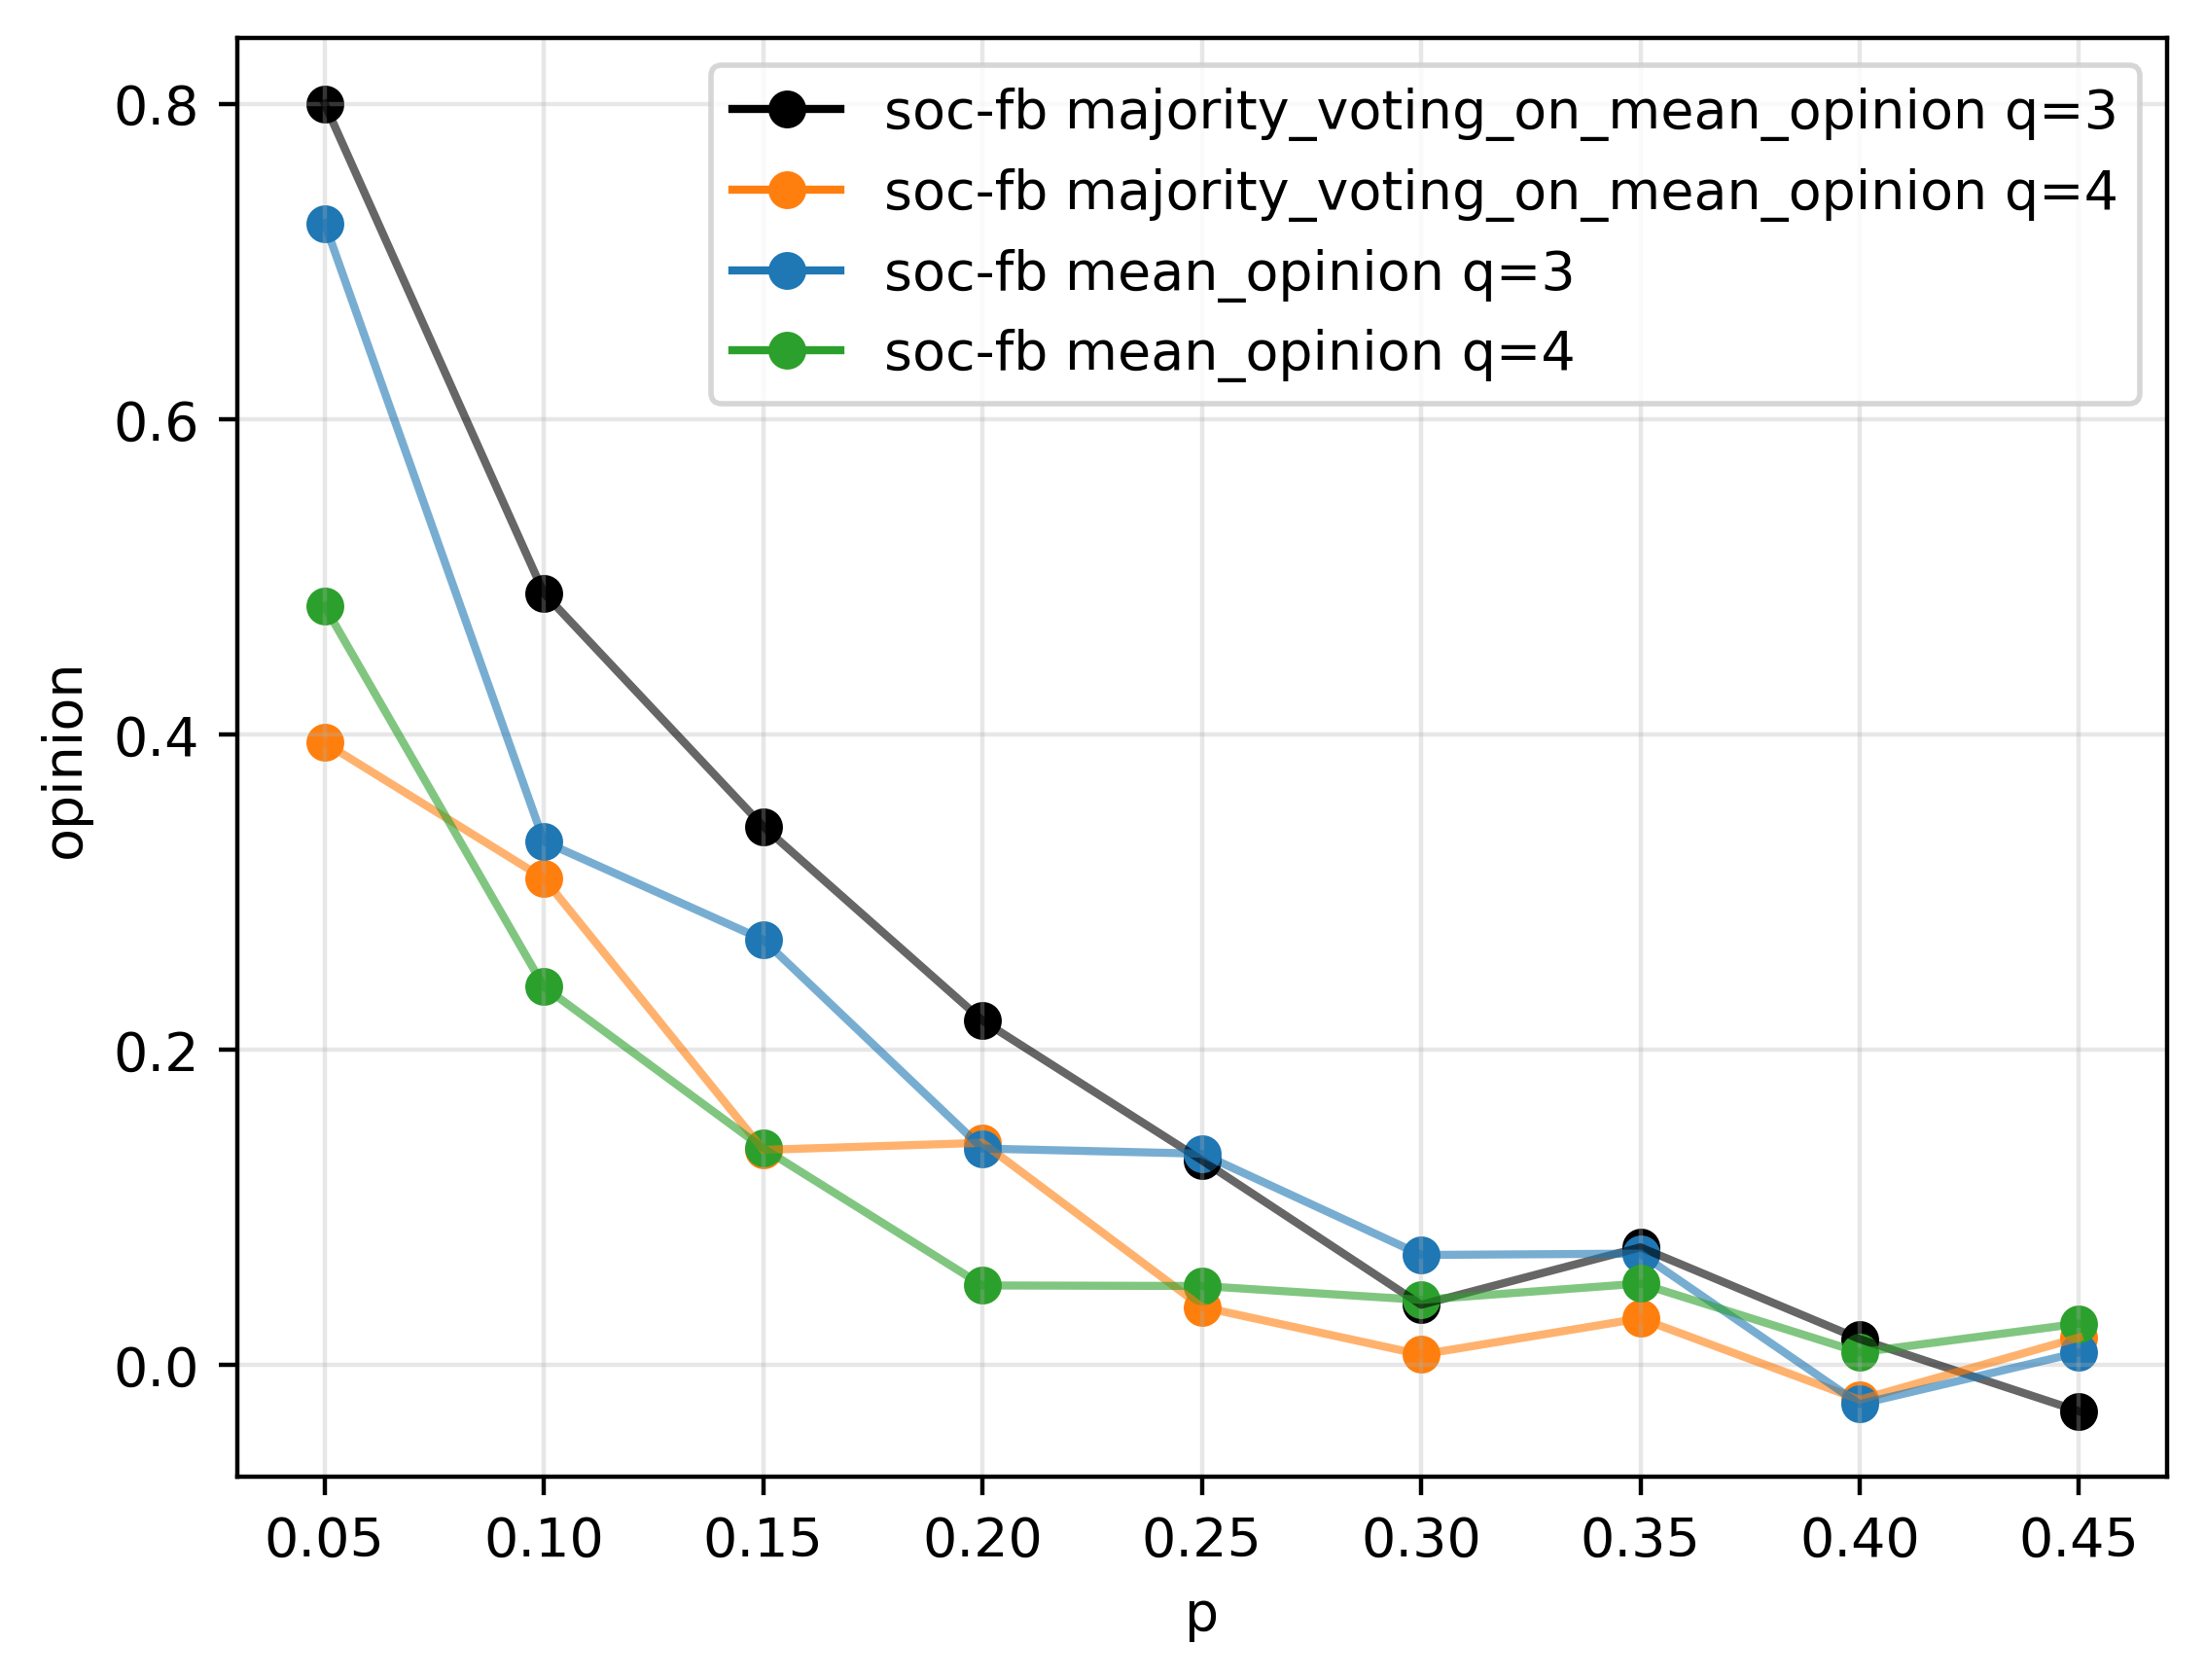 soc-fb majority_voting_on_mean_opinion q=3
soc-fb majority_voting_on_mean_opinion q=4
soc-fb mean_opinion q=3
soc-fb mean_opinion q=4
opinion
0.8
0.6
0.4
0.2
0.0
0.05 0.10 0.15 0.20 0.25 0.30 0.35 0.40 0.45
p